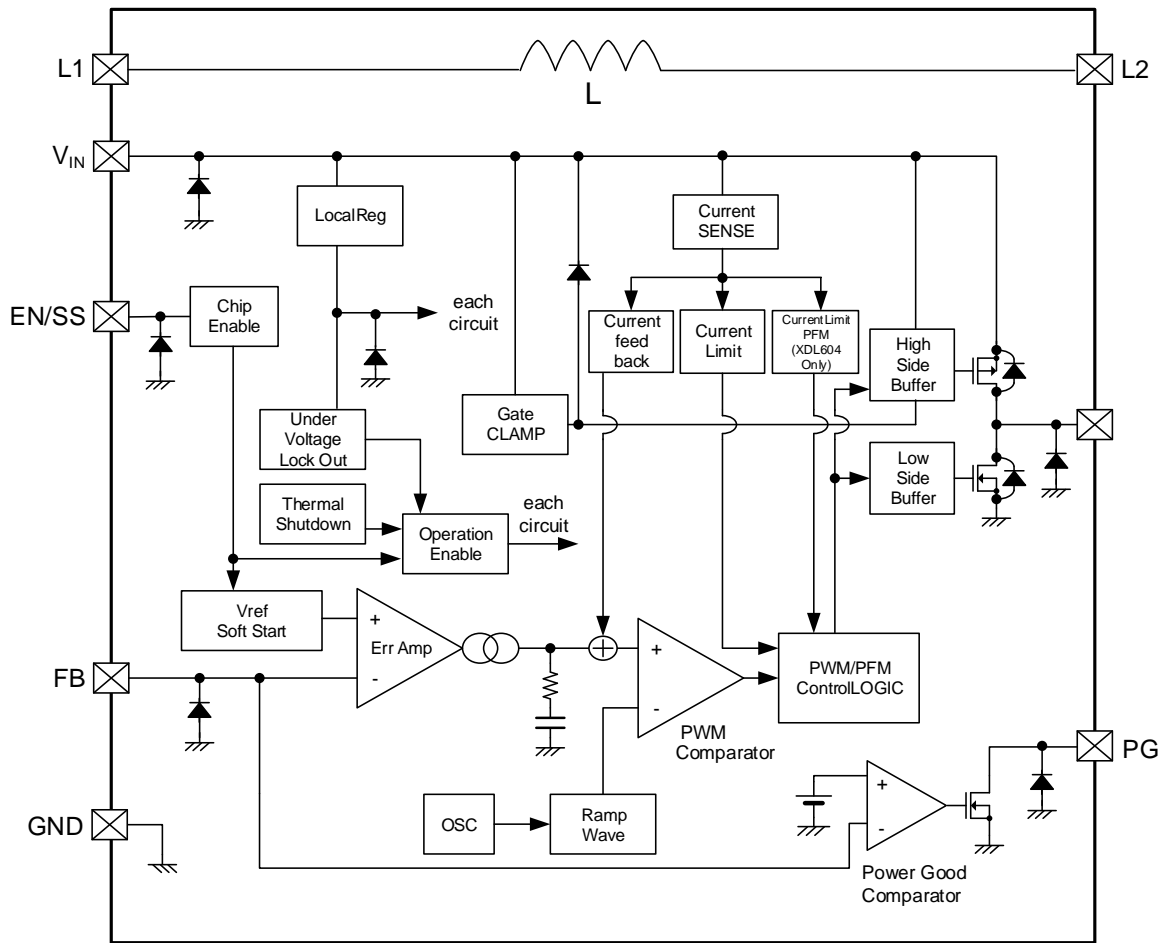 L1
L
L2
VIN
LocalReg
Current
SENSE
EN/SS
Chip
Enable
each
circuit
Current
feed
back
Current
Limit
CurrentLimit
PFM
(XDL604
Only)
High
Side
Buffer
Under
Voltage
Lock Out
Gate
CLAMP
Low
Side
Buffer
Thermal
Shutdown
Operation
Enable
each
circuit
Vref
Soft Start
+
Err Amp
-
+
-
PWM
Comparator
PWM/PFM
ControlLOGIC
FB
PG
GND
OSC
Ramp
Wave
+
-
Power Good
Comparator